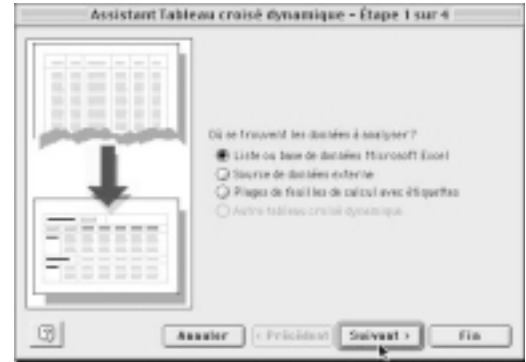 Assistant Tableau croisé dynamique - Étape 1 sur 4
Où se trouvent les données à analyser ?
Liste ou base de données Microsoft Excel
Source de données externe
Plages de feuilles de calcul avec étiquettes
Autre tableau croisé dynamique
?
Annuler
< Précédent
Suivant >
Fin